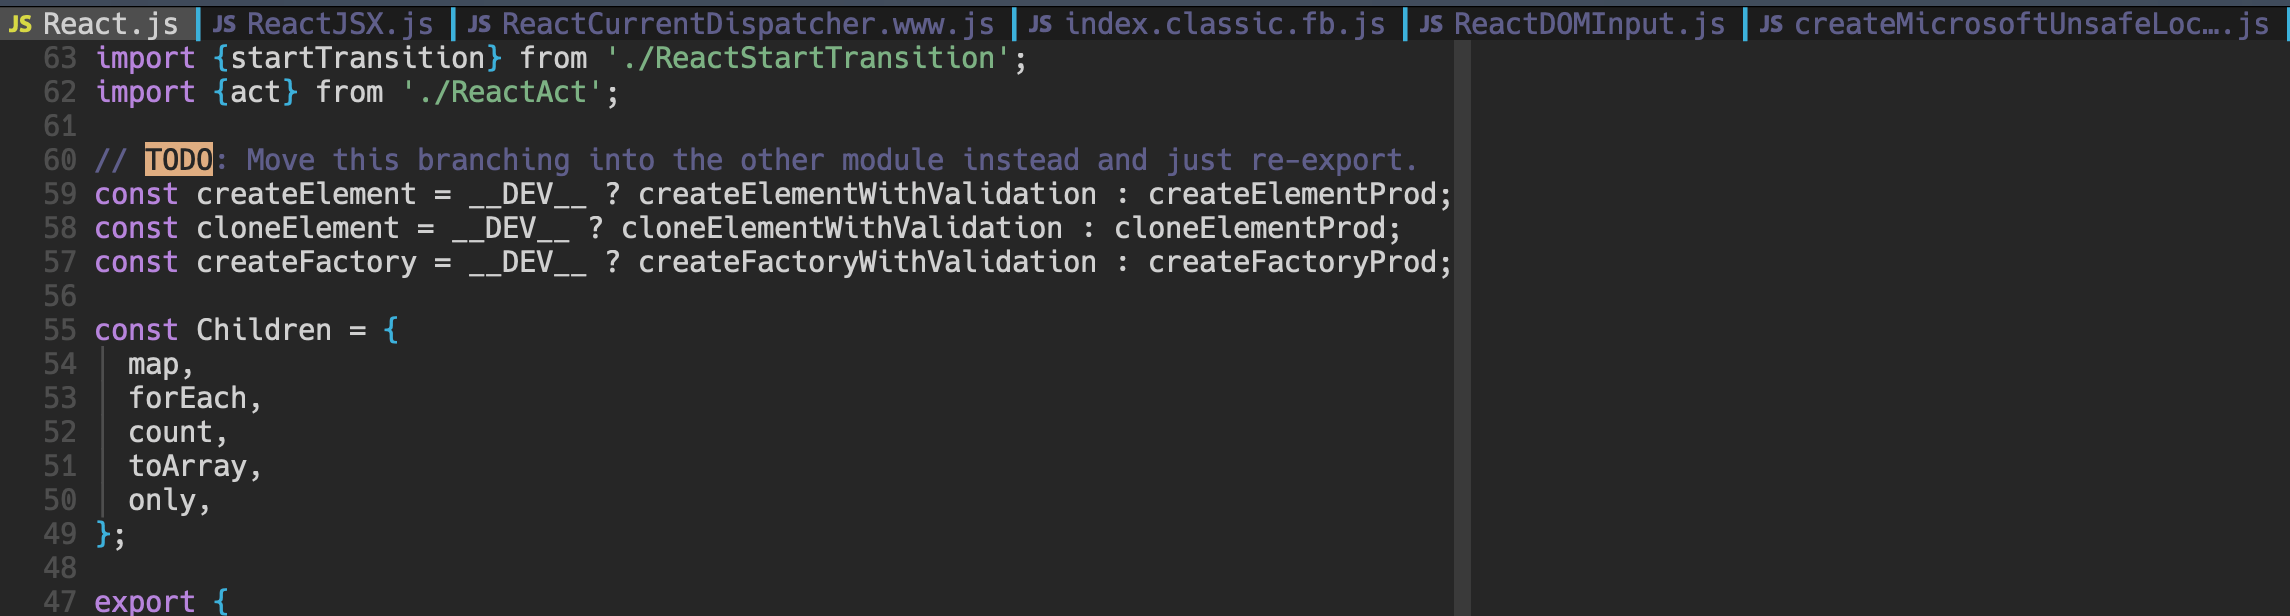 JS React.js JS ReactJSX.js JS ReactCurrentDispatcher.www.js JS index.classic.fb.js JS ReactDOMInput.js JS createMicrosoftUnsafeLoc….js
63 import {startTransition} from './ReactStartTransition';
62 import {act} from './ReactAct';
61
60 // TODO: Move this branching into the other module instead and just re-export.
59 const createElement = __DEV__ ? createElementWithValidation : createElementProd;
58 const cloneElement = __DEV__ ? cloneElementWithValidation : cloneElementProd;
57 const createFactory = __DEV__ ? createFactoryWithValidation : createFactoryProd;
56
55 const Children = {
54 map,
53 forEach,
52 count,
51 toArray,
50 only,
49 };
48
47 export {